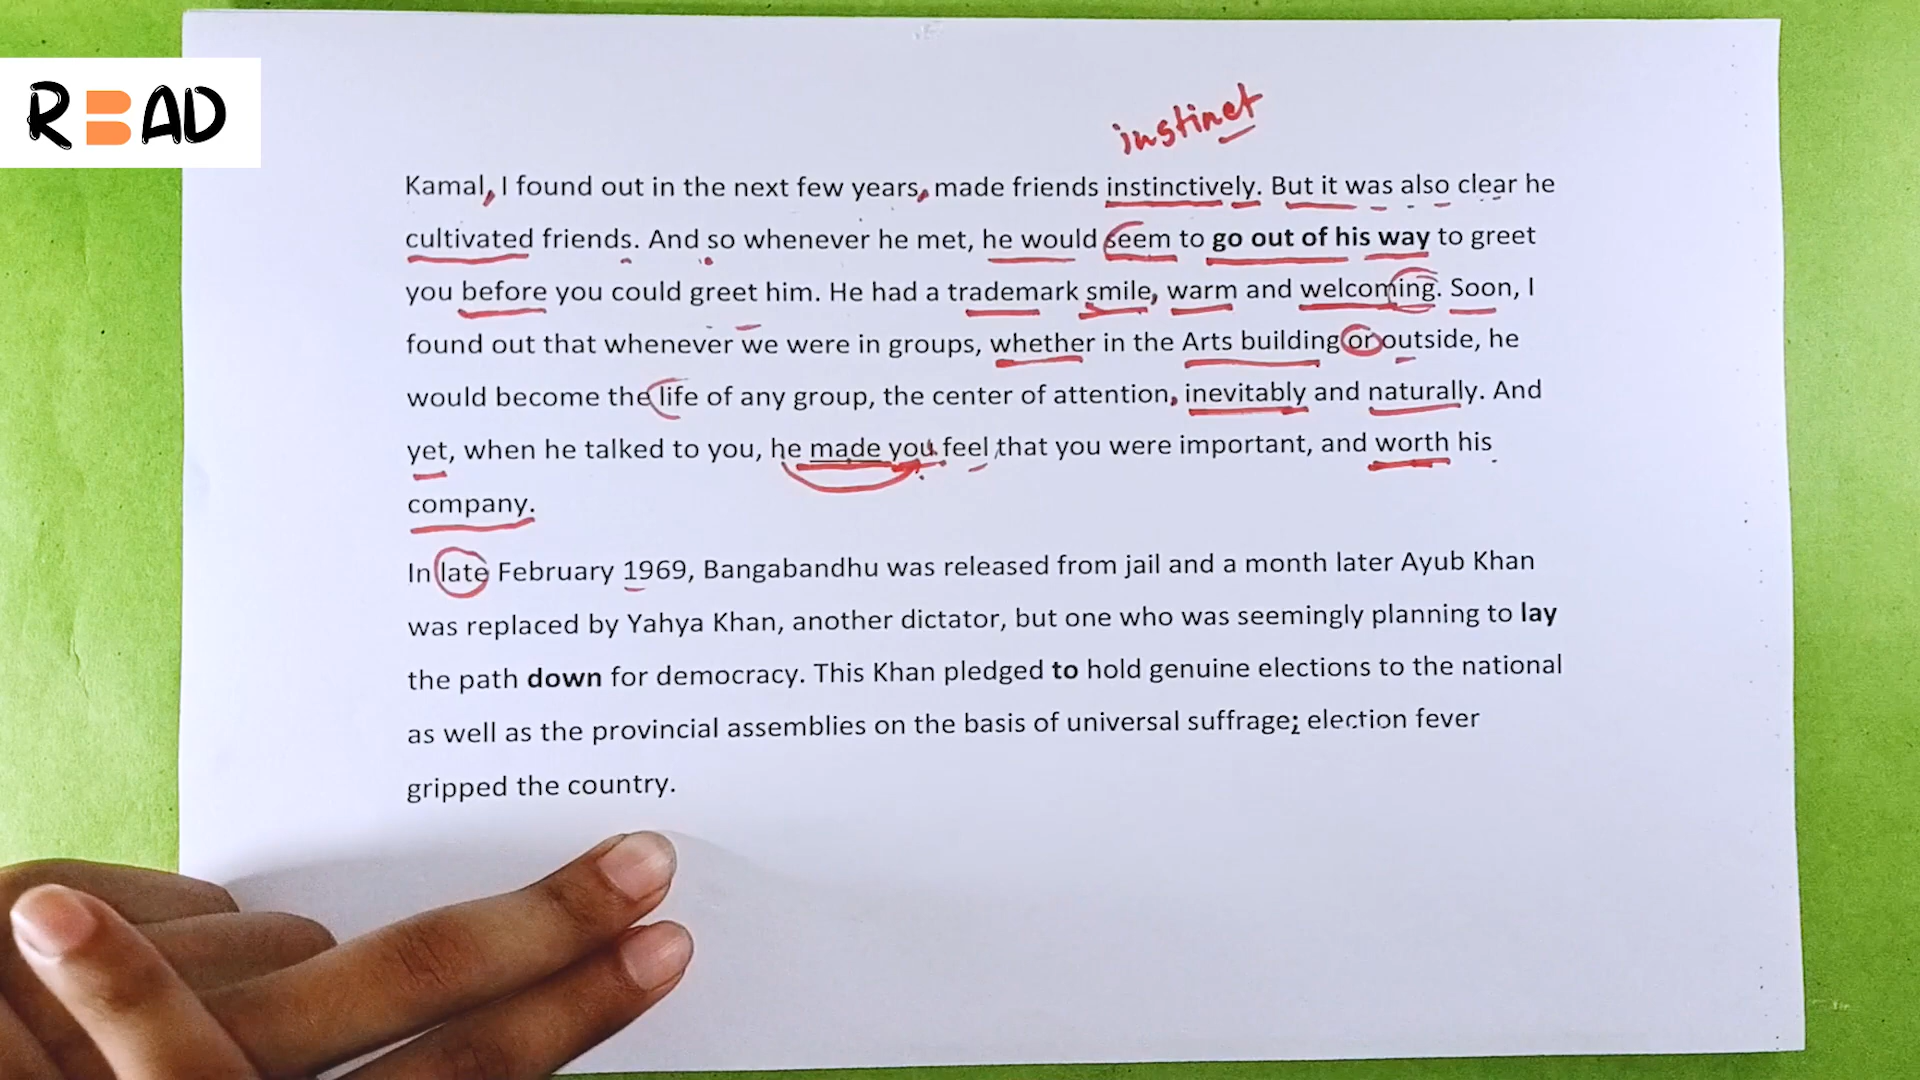 READ
instinct
Kamal, I found out in the next few years, made friends instinctively. But it was also clear he
cultivated friends. And so whenever he met, he would seem to go out of his way to greet
you before you could greet him. He had a trademark smile, warm and welcoming. Soon, I
found out that whenever we were in groups, whether in the Arts building or outside, he
would become the life of any group, the center of attention, inevitably and naturally. And
yet, when he talked to you, he made you feel that you were important, and worth his
company.
In late February 1969, Bangabandhu was released from jail and a month later Ayub Khan
was replaced by Yahya Khan, another dictator, but one who was seemingly planning to lay
the path down for democracy. This Khan pledged to hold genuine elections to the national
as well as the provincial assemblies on the basis of universal suffrage; election fever
gripped the country.